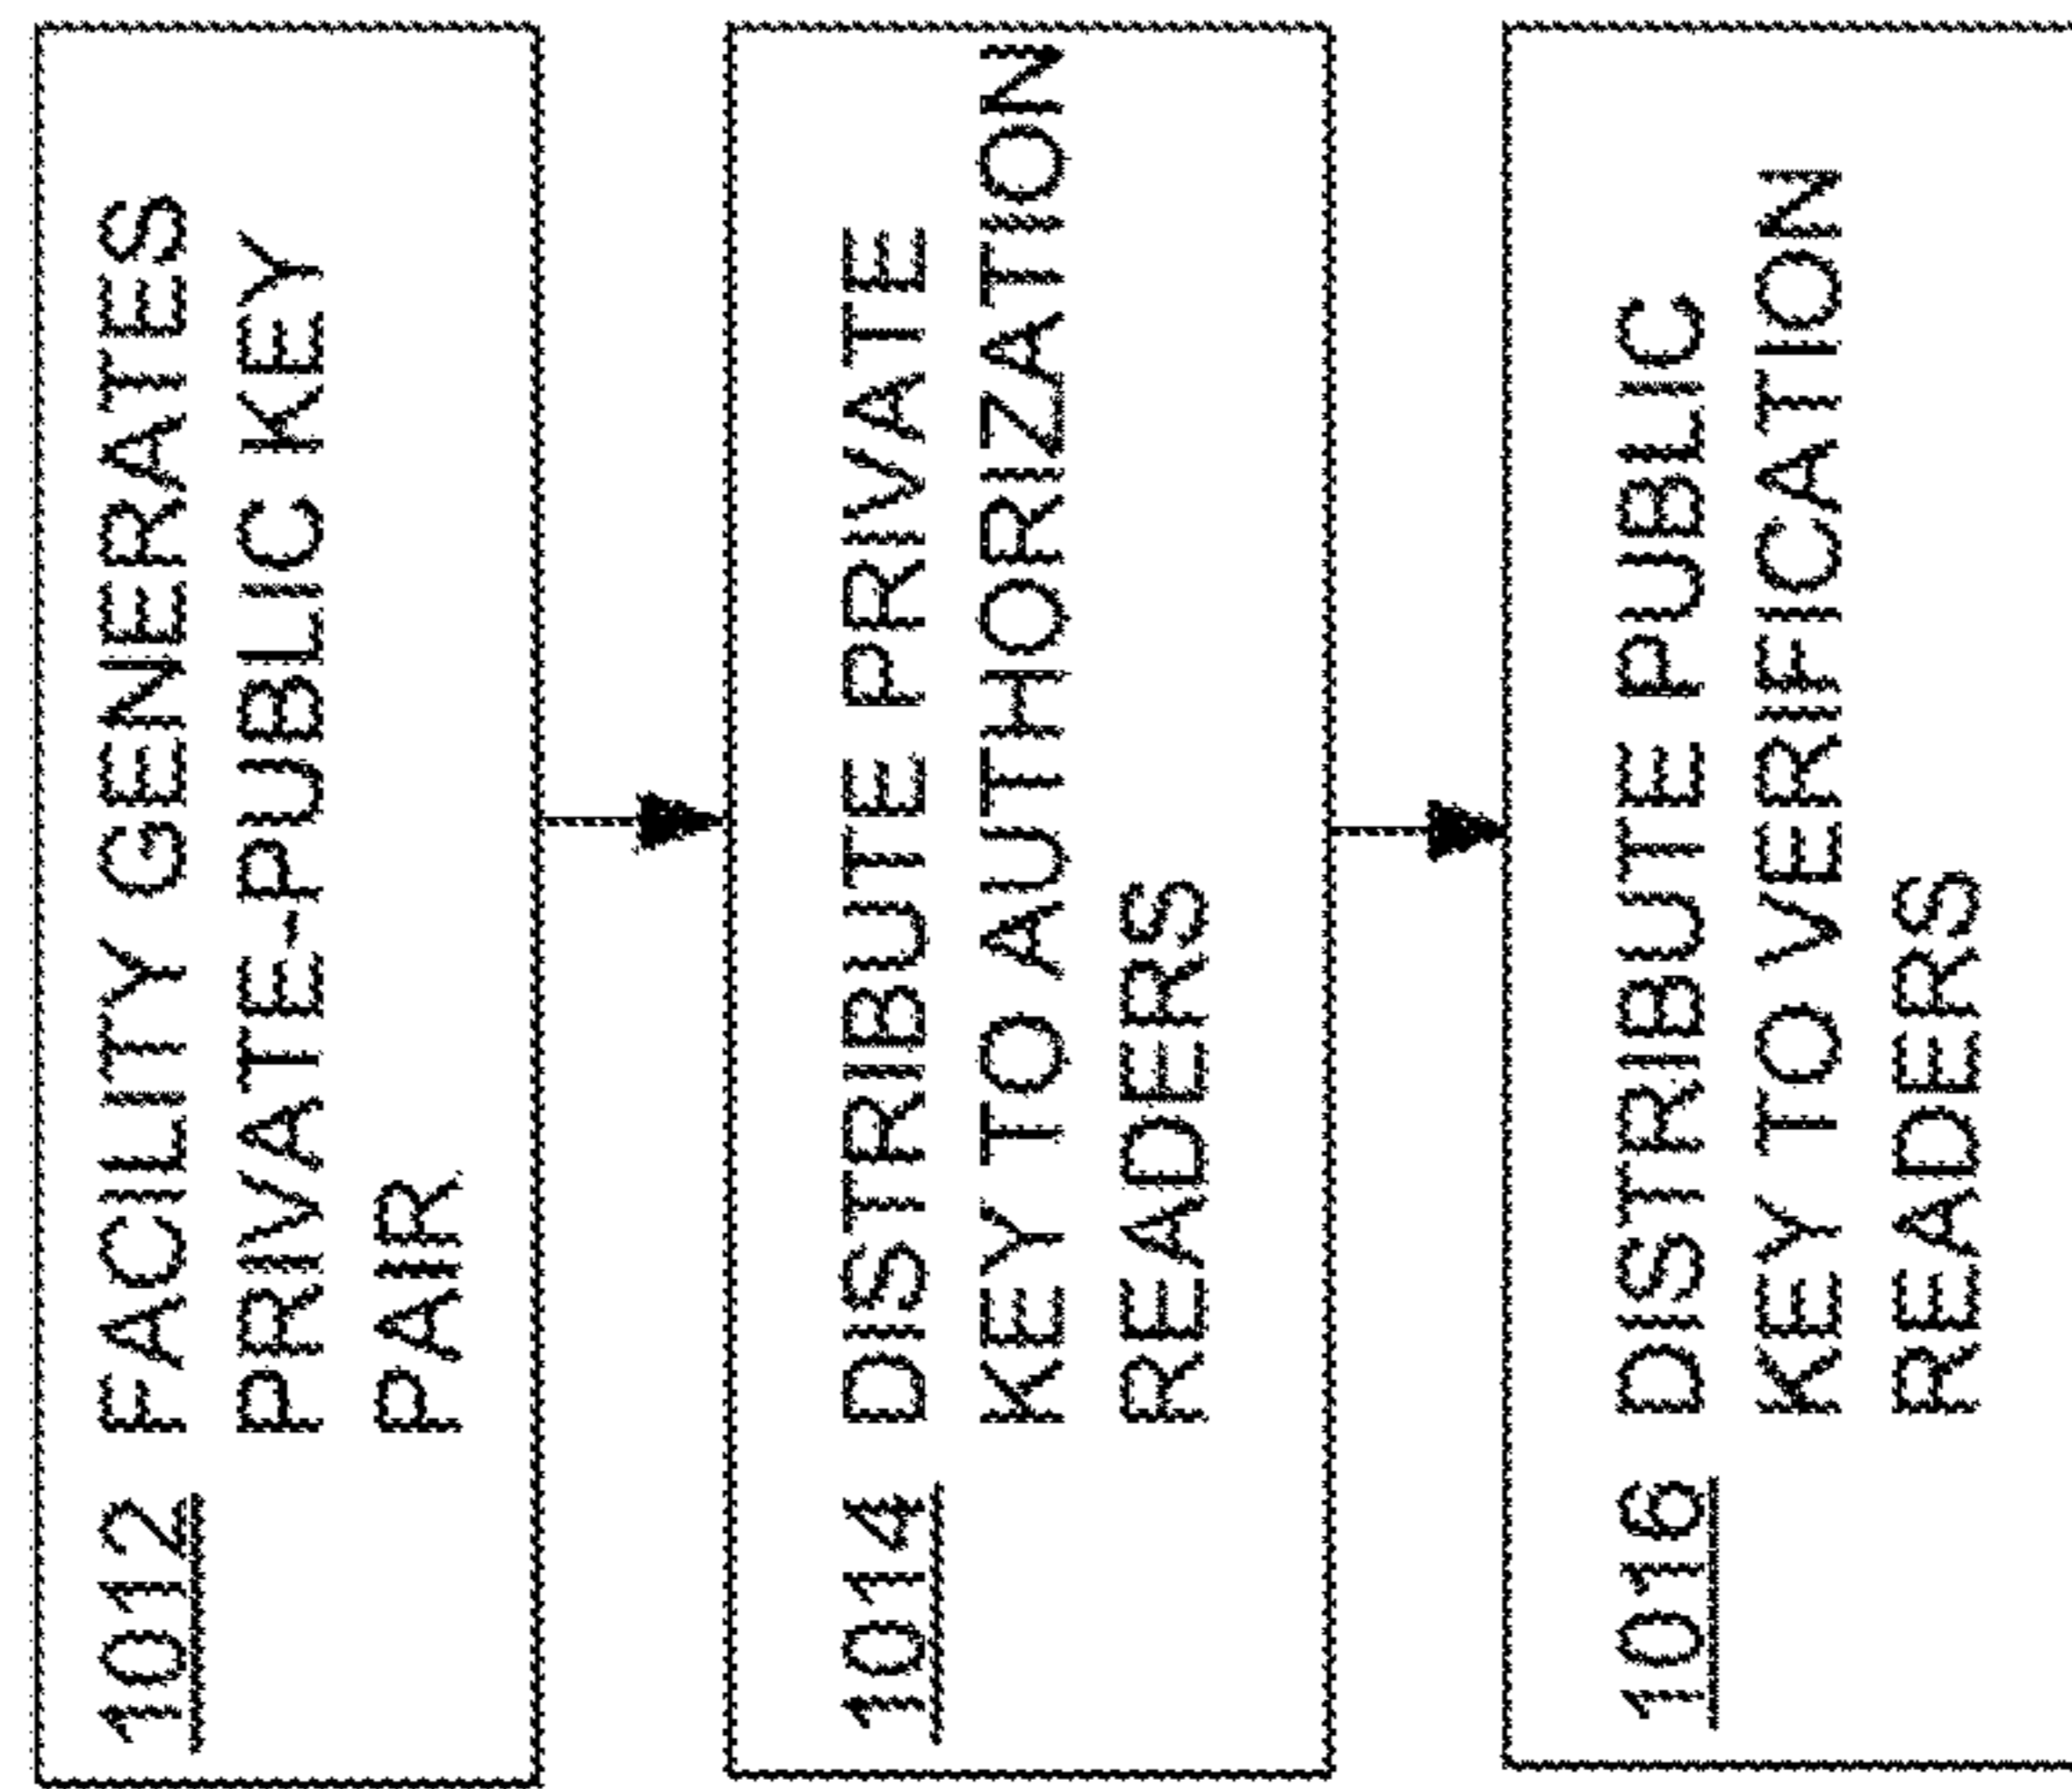 1012 FACILITY GENERATES
PRIVATE-PUBLIC KEY
PAIR
1014 DISTRIBUTE PRIVATE
KEY TO AUTHORIZATION
READERS
1016 DISTRIBUTE PUBLIC
KEY TO VERIFICATION
READERS